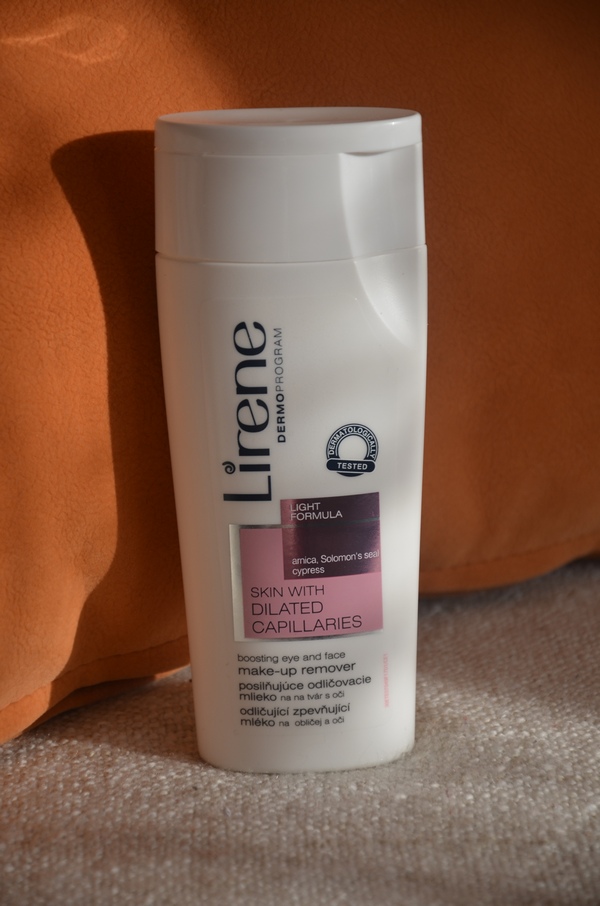 Lirene
DERMOPROGRAM
DERMATOLOGICALLY
TESTED
LIGHT
FORMULA
arnica, Solomon's seal
cypress
SKIN WITH
DILATED
CAPILLARIES
boosting eye and face
make-up remover
posilňujúce odličovacie
mlieko na na tvár s oči
odličující zpevňující
mléko na obličej a oči